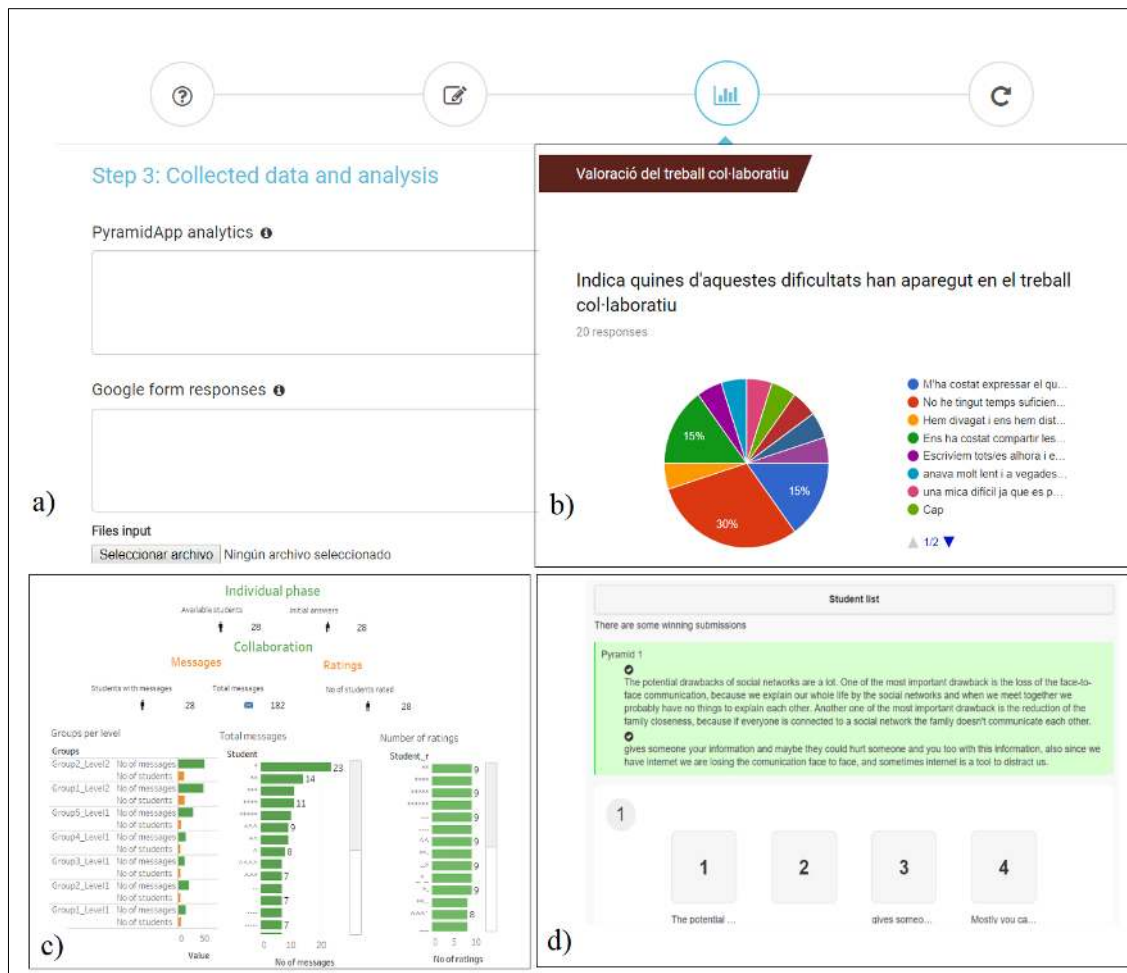 Step 3: Collected data and analysis
PyramidApp analytics
Google form responses
Files input
Seleccionar archivo Ningún archivo seleccionado
a)
Valoració del treball col·laboratiu
Indica quines d'aquestes dificultats han aparegut en el treball
col·laboratiu
20 responses
15%
15%
30%
M'ha costat expressar el qu...
No he tingut temps suficien...
Hem divagat i ens hem dist...
Ens ha costat compartir les...
Escrivíem tots/es alhora i e...
anava molt lent i a vegades...
una mica difícil ja que es p...
Cap
1/2
b)
Individual phase
Available students
Initial answers
28
28
Collaboration
Messages
Ratings
Students with messages
Total messages
No of students rated
28
182
28
Groups per level
Groups
Group2_Level2 No of messages
No of students
Group1_Level2 No of messages
No of students
Group5_Level1 No of messages
No of students
Group4_Level1 No of messages
No of students
Group3_Level1 No of messages
No of students
Group2_Level1 No of messages
No of students
Group1_Level1 No of messages
No of students
0 50
Value
Total messages
Student
23
14
11
9
8
7
7
7
0 10 20
No of messages
Number of ratings
Student_r
9
9
9
9
9
8
0 5 10
No of ratings
c)
Student list
There are some winning submissions
Pyramid 1
The potential drawbacks of social networks are a lot. One of the most important drawback is the loss of the face-to-
face communication, because we explain our whole life by the social networks and when we meet together we
probably have no things to explain each other. Another one of the most important drawback is the reduction of the
family closeness, because if everyone is connected to a social network the family doesn't communicate each other.
gives someone your information and maybe they could hurt someone and you too with this information, also since we
have internet we are losing the comunication face to face, and sometimes internet is a tool to distract us.
1
1 2 3 4
The potential ... gives someo... Mostly you ca...
d)